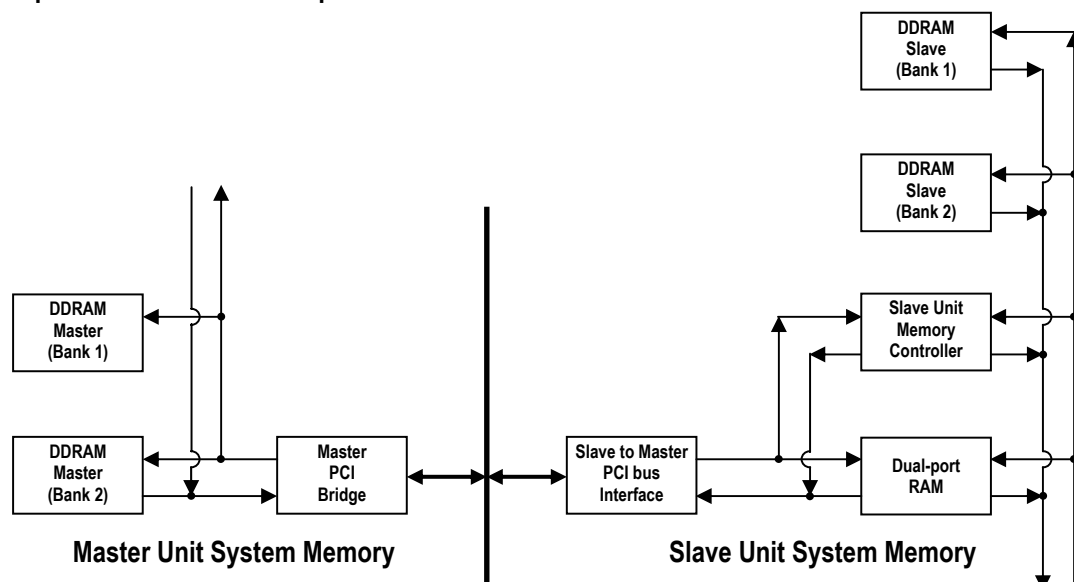 DDRAM
Slave
(Bank 1)
DDRAM
Slave
(Bank 2)
DDRAM
Master
(Bank 1)
Slave Unit
Memory
Controller
DDRAM
Master
(Bank 2)
Master
PCI
Bridge
Slave to Master
PCI bus
Interface
Dual-port
RAM
Master Unit System Memory
Slave Unit System Memory